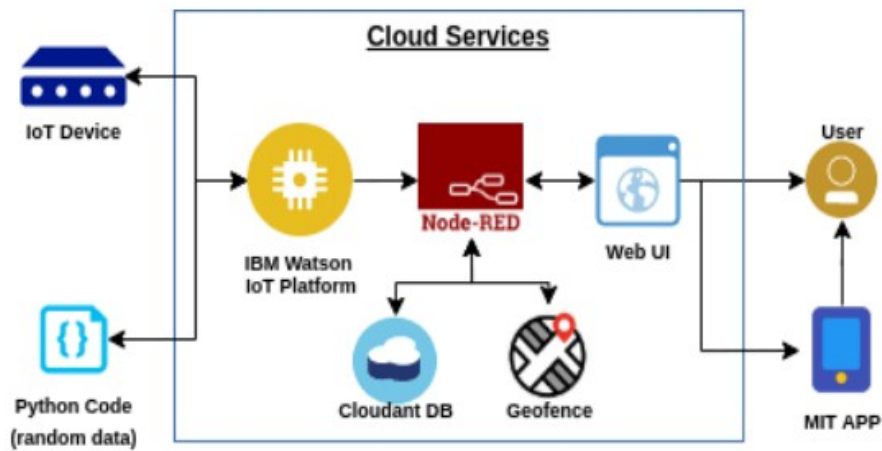 Cloud Services
IoT Device
User
Node-RED
IBM Watson
IoT Platform
Web UI
{}
Python Code
(random data)
Cloudant DB
Geofence
MIT APP